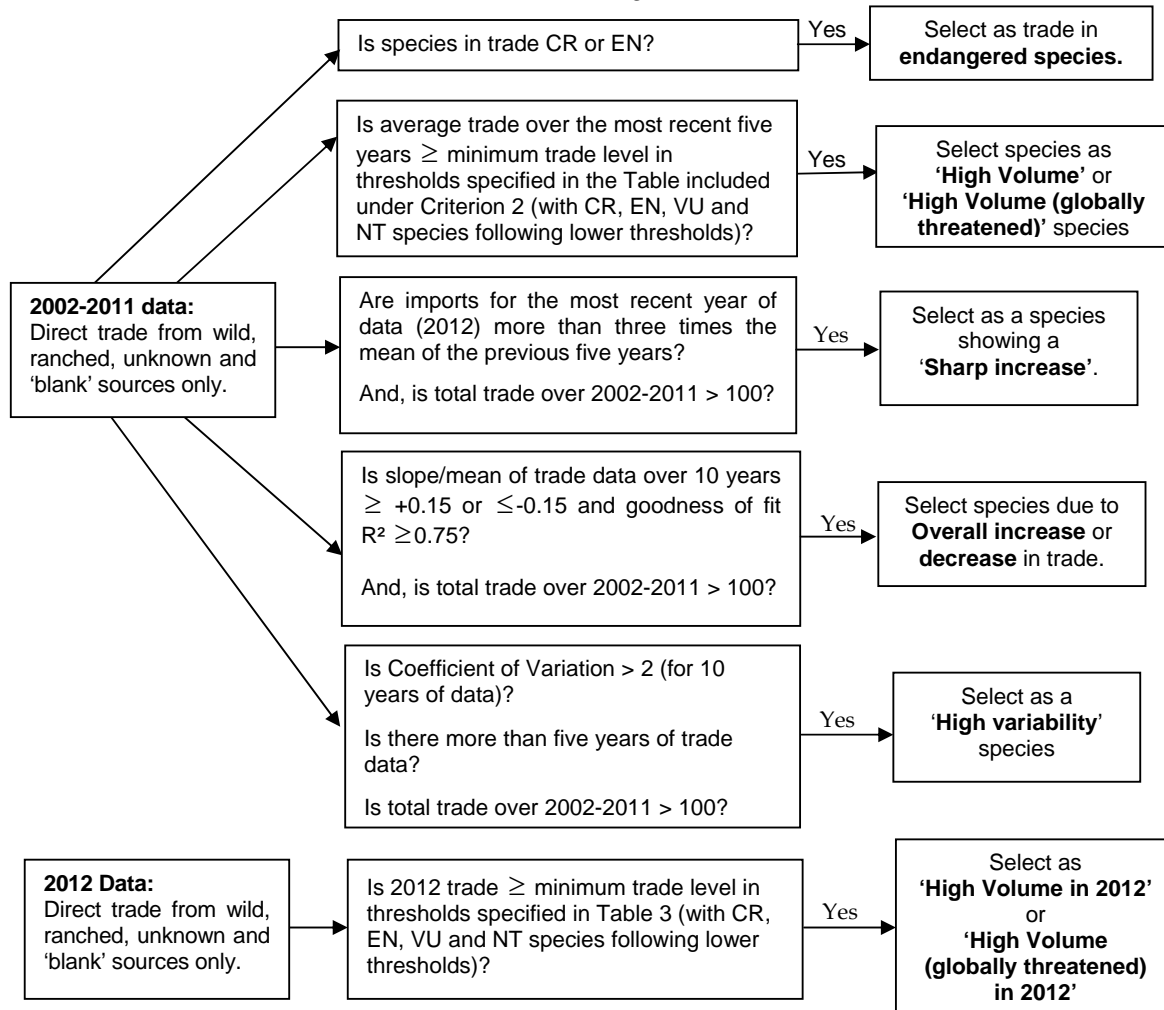 Is species in trade CR or EN?
Yes
Select as trade in
endangered species.
Is average trade over the most recent five
years ≥ minimum trade level in
thresholds specified in the Table included
under Criterion 2 (with CR, EN, VU and
NT species following lower thresholds)?
Yes
Select species as
'High Volume' or
'High Volume (globally
threatened)' species
2002-2011 data:
Direct trade from wild,
ranched, unknown and
'blank' sources only.
Are imports for the most recent year of
data (2012) more than three times the
mean of the previous five years?
And, is total trade over 2002-2011 > 100?
Yes
Select as a species
showing a
'Sharp increase'.
Is slope/mean of trade data over 10 years
≥ +0.15 or ≤-0.15 and goodness of fit
R² ≥0.75?
And, is total trade over 2002-2011 > 100?
Yes
Select species due to
Overall increase or
decrease in trade.
Is Coefficient of Variation > 2 (for 10
years of data)?
Is there more than five years of trade
data?
Is total trade over 2002-2011 > 100?
Yes
Select as a
'High variability'
species
2012 Data:
Direct trade from wild,
ranched, unknown and
'blank' sources only.
Is 2012 trade ≥ minimum trade level in
thresholds specified in Table 3 (with CR,
EN, VU and NT species following lower
thresholds)?
Yes
Select as
'High Volume in 2012'
or
'High Volume
(globally threatened)
in 2012'